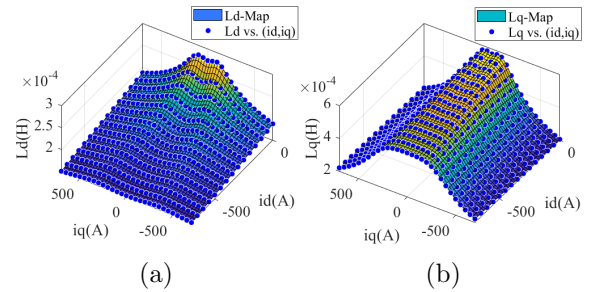 Ld-Map
Ld vs. (id,iq)
×10⁻⁴
3
2.5
2
Ld(H)
500
0
-500
iq(A)
0
-500
id(A)
(a)
Lq-Map
Lq vs. (id,iq)
×10⁻⁴
6
4
2
Lq(H)
500
0
-500
iq(A)
0
-500
id(A)
(b)